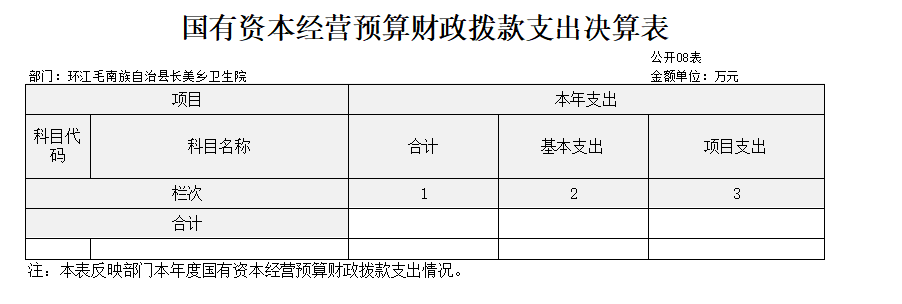 国有资本经营预算财政拨款支出决算表
公开08表
部门：环江毛南族自治县长美乡卫生院 金额单位：万元
项目 本年支出
科目代码 科目名称 合计 基本支出 项目支出
栏次 1 2 3
合计
注：本表反映部门本年度国有资本经营预算财政拨款支出情况。